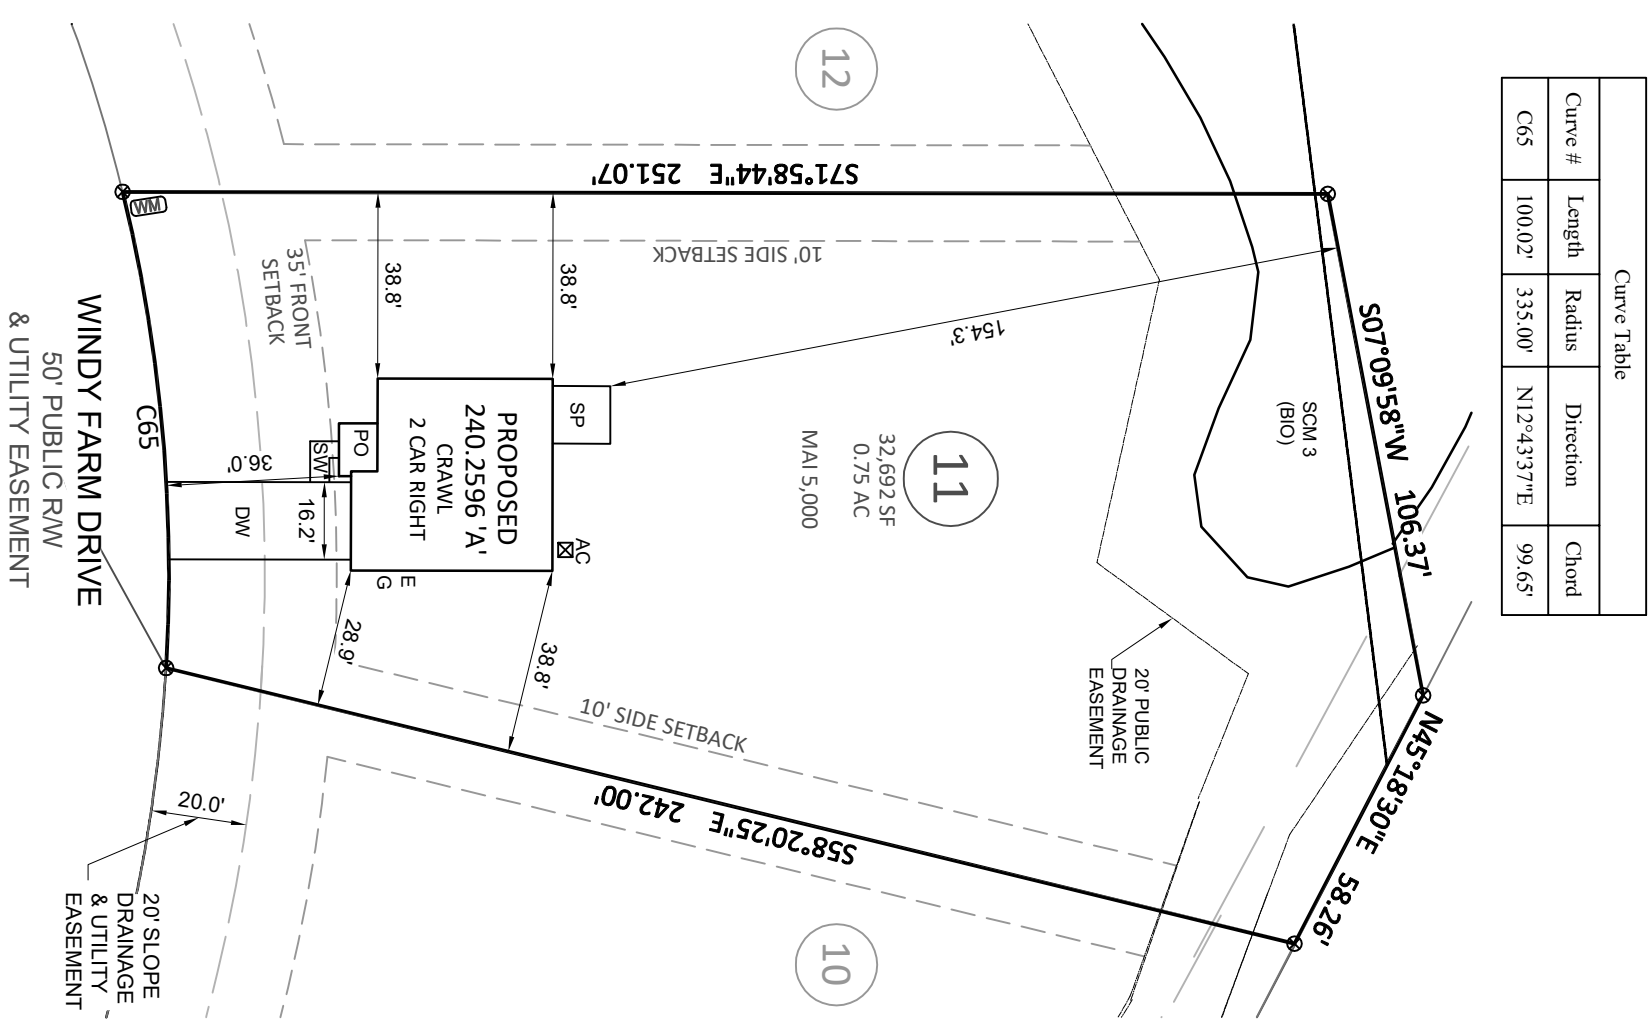 Curve Table
Curve # Length Radius Direction Chord
C65 100.02' 335.00' N12°43'37"E 99.65'
12
S71°58'44"E 251.07'
WM
10' SIDE SETBACK
35' FRONT
SETBACK
38.8'
38.8'
154.3'
S07°09'58"W 106.37'
SCM 3
(BIO)
WINDY FARM DRIVE
50' PUBLIC R/W
& UTILITY EASEMENT
C65
36.0'
PO
SW
DW
16.2'
PROPOSED
240.2596 'A'
CRAWL
2 CAR RIGHT
SP
AC
E
G
11
32,692 SF
0.75 AC
MAI 5,000
28.9'
38.8'
10' SIDE SETBACK
20' PUBLIC
DRAINAGE
EASEMENT
S58°20'25"E 242.00'
N45°18'30"E 58.26'
20.0'
20' SLOPE
DRAINAGE
& UTILITY
EASEMENT
10